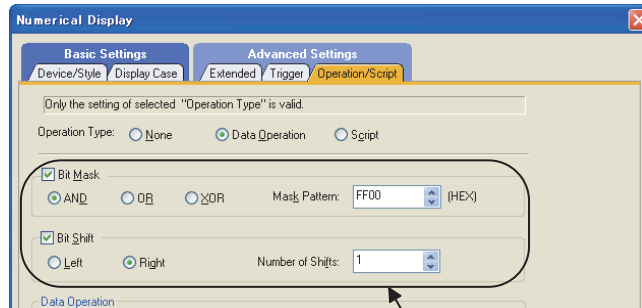 Numerical Display
Basic Settings Advanced Settings
Device/Style Display Case Extended Trigger Operation/Script
Only the setting of selected "Operation Type" is valid.
Operation Type: None Data Operation Script
Bit Mask
AND OR XOR Mask Pattern: FF00 (HEX)
Bit Shift
Left Right Number of Shifts: 1
Data Operation